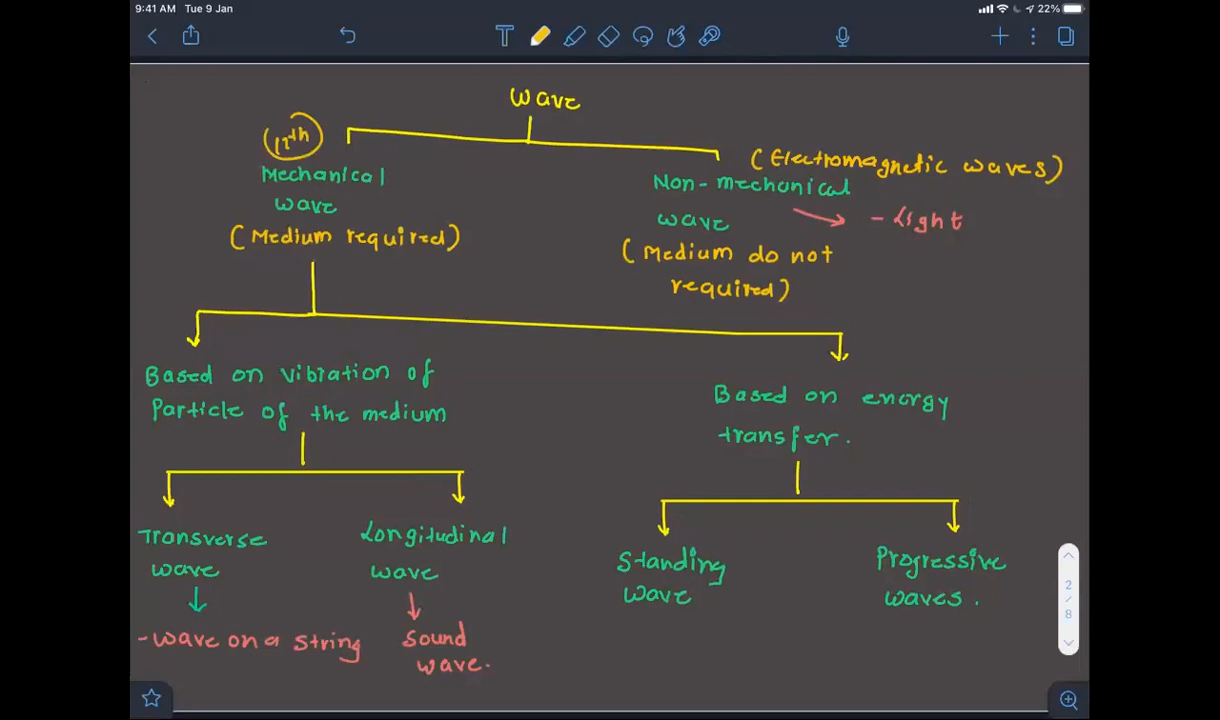 9:41 AM Tue 9 Jan
22%
T
wave
(Electromagnetic waves)
Mechanical
wave
(Medium required)
Non-mechanical
wave
- Light
(Medium do not
required)
Based on vibration of
Particle of the medium
Based on energy
transfer.
Transverse
wave
Longitudinal
wave
Standing
wave
Progressive
waves.
- wave on a string
Sound
wave.
2
/
8